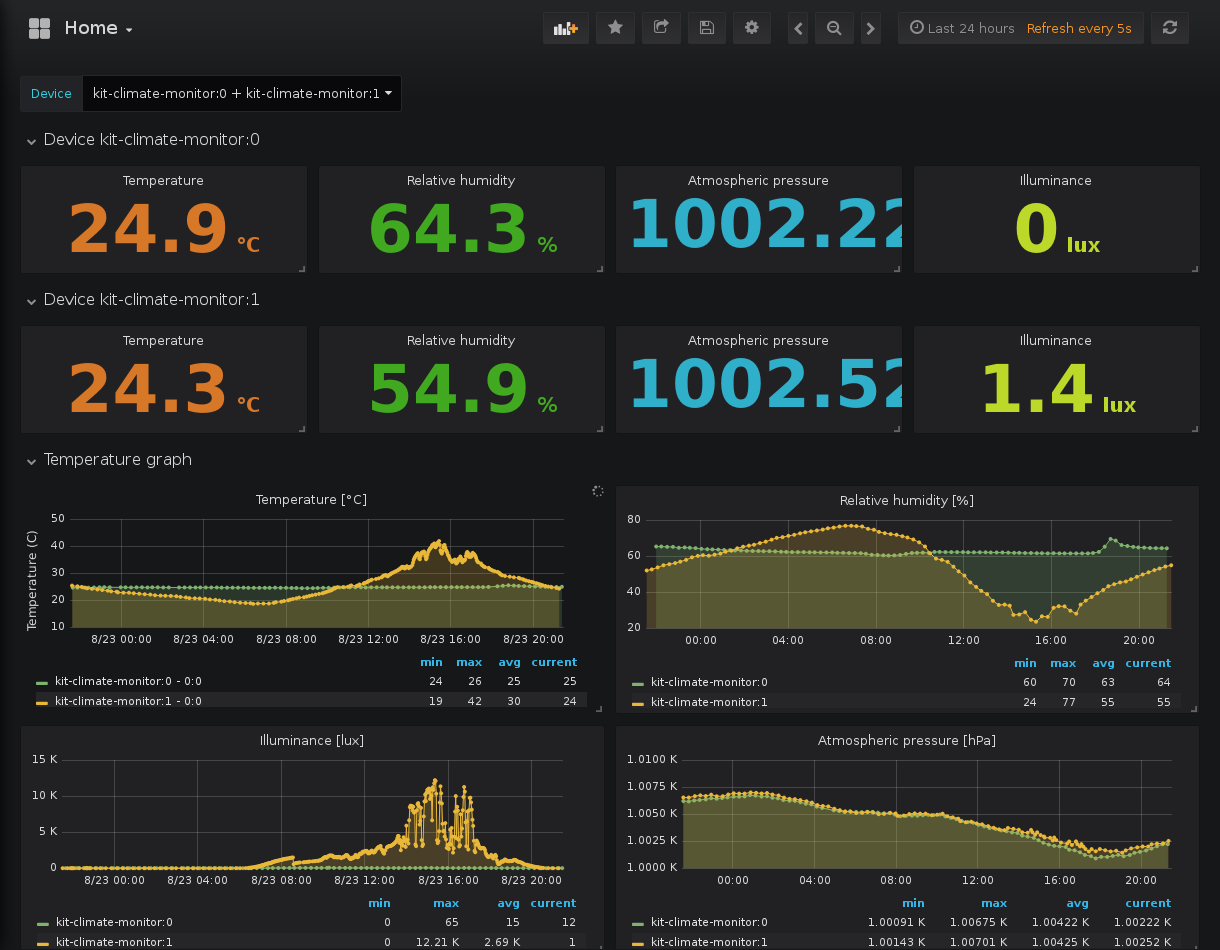 Home
Last 24 hours Refresh every 5s
Device kit-climate-monitor:0 + kit-climate-monitor:1
Device kit-climate-monitor:0
Temperature Relative humidity Atmospheric pressure Illuminance
24.9 °C 64.3 % 1002.22 0 lux
Device kit-climate-monitor:1
Temperature Relative humidity Atmospheric pressure Illuminance
24.3 °C 54.9 % 1002.52 1.4 lux
Temperature graph
Temperature [°C]
Temperature (C)
50
40
30
20
10
8/23 00:00 8/23 04:00 8/23 08:00 8/23 12:00 8/23 16:00 8/23 20:00
min max avg current
kit-climate-monitor:0 - 0:0 24 26 25 25
kit-climate-monitor:1 - 0:0 19 42 30 24
Relative humidity [%]
80
60
40
20
00:00 04:00 08:00 12:00 16:00 20:00
min max avg current
kit-climate-monitor:0 60 70 63 64
kit-climate-monitor:1 24 77 55 55
Illuminance [lux]
15 K
10 K
5 K
0
8/23 00:00 8/23 04:00 8/23 08:00 8/23 12:00 8/23 16:00 8/23 20:00
min max avg current
kit-climate-monitor:0 0 65 15 12
kit-climate-monitor:1 0 12.21 K 2.69 K 1
Atmospheric pressure [hPa]
1.0100 K
1.0075 K
1.0050 K
1.0025 K
1.0000 K
00:00 04:00 08:00 12:00 16:00 20:00
min max avg current
kit-climate-monitor:0 1.00091 K 1.00675 K 1.00422 K 1.00222 K
kit-climate-monitor:1 1.00143 K 1.00701 K 1.00425 K 1.00252 K